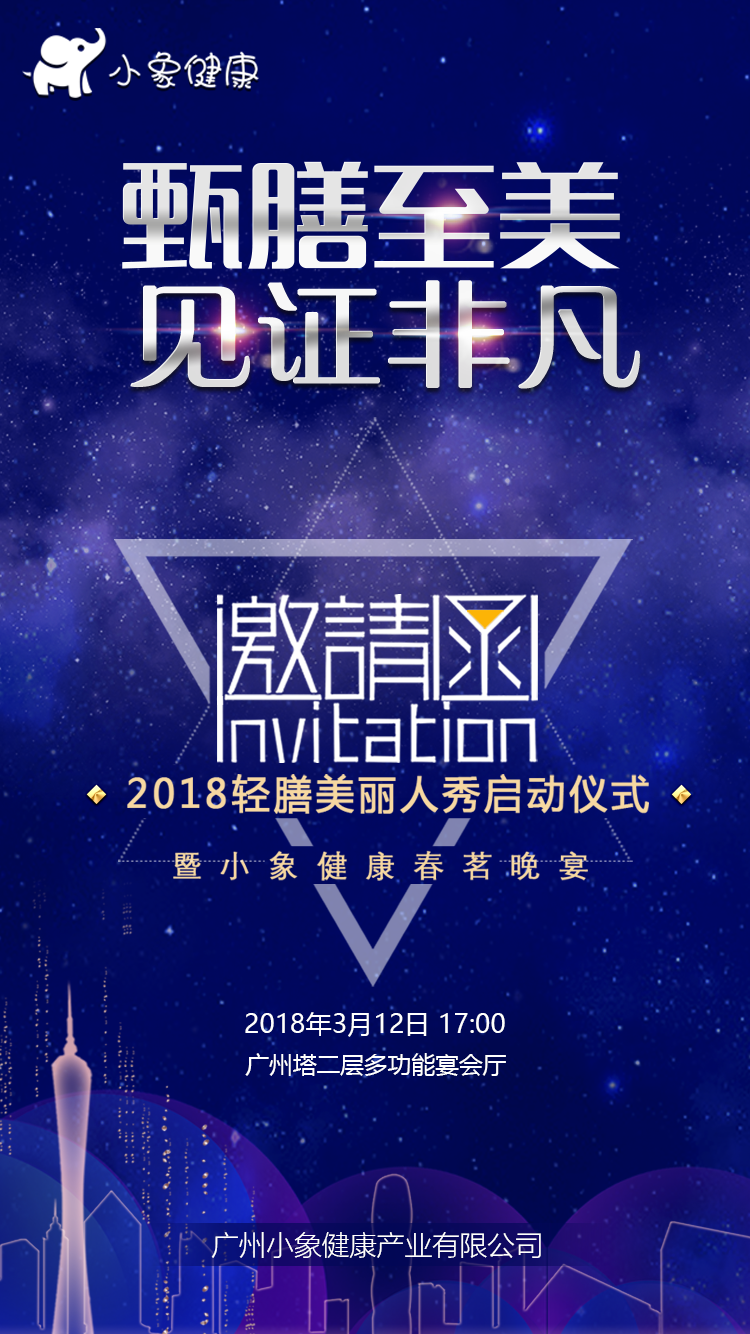 小象健康
甄膳至美
见证非凡
邀請函
Invitation
2018轻膳美丽人秀启动仪式
暨小象健康春茗晚宴
2018年3月12日 17:00
广州塔二层多功能宴会厅
广州小象健康产业有限公司